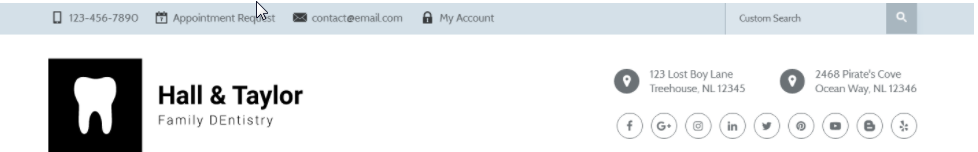 123-456-7890 Appointment Request contact@email.com My Account Custom Search
Hall & Taylor
Family DEntistry
123 Lost Boy Lane
Treehouse, NL 12345
2468 Pirate's Cove
Ocean Way, NL 12346